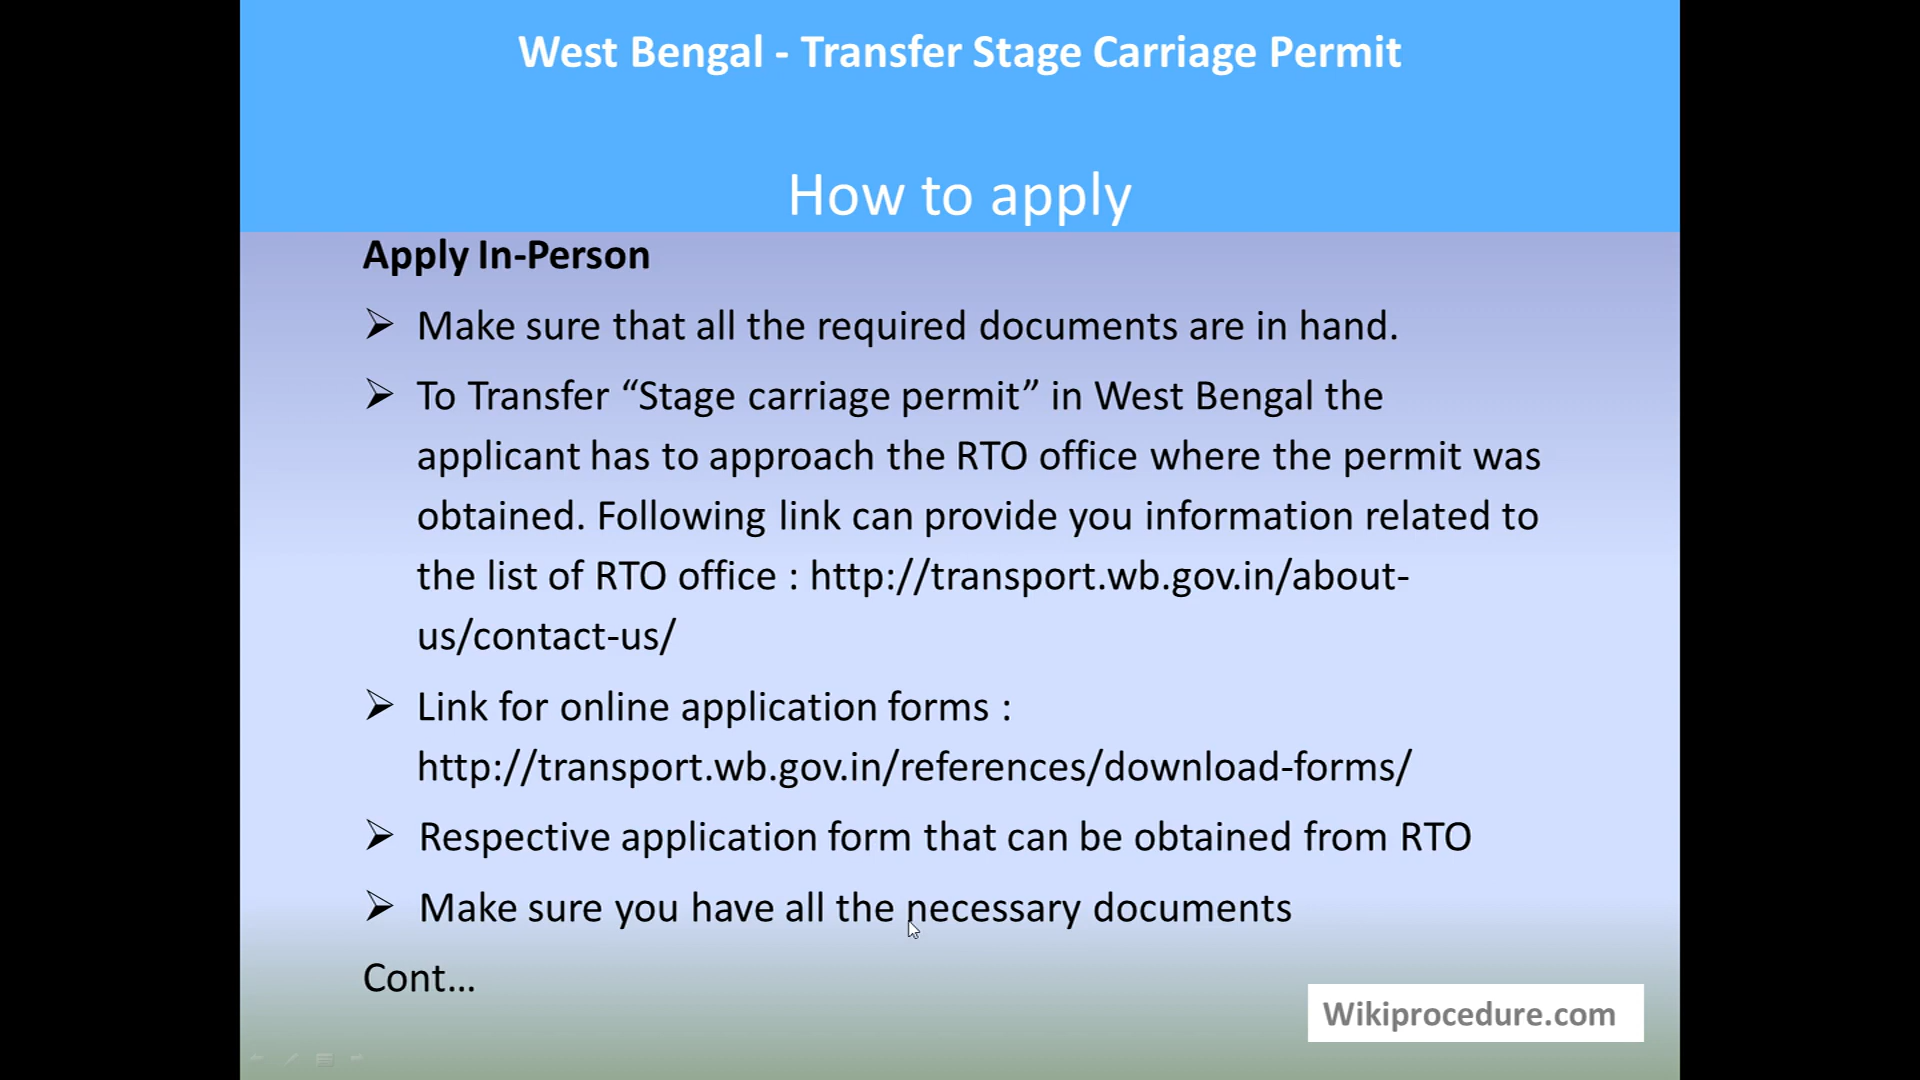 West Bengal - Transfer Stage Carriage Permit
How to apply
Apply In-Person
➢ Make sure that all the required documents are in hand.
➢ To Transfer “Stage carriage permit” in West Bengal the
applicant has to approach the RTO office where the permit was
obtained. Following link can provide you information related to
the list of RTO office : http://transport.wb.gov.in/about-
us/contact-us/
➢ Link for online application forms :
http://transport.wb.gov.in/references/download-forms/
➢ Respective application form that can be obtained from RTO
➢ Make sure you have all the necessary documents
Cont…
Wikiprocedure.com